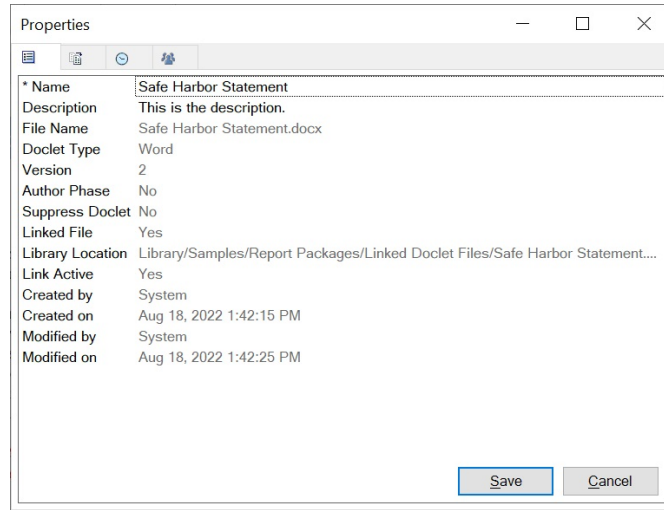 Properties
* Name Safe Harbor Statement
Description This is the description.
File Name Safe Harbor Statement.docx
Doclet Type Word
Version 2
Author Phase No
Suppress Doclet No
Linked File Yes
Library Location Library/Samples/Report Packages/Linked Doclet Files/Safe Harbor Statement....
Link Active Yes
Created by System
Created on Aug 18, 2022 1:42:15 PM
Modified by System
Modified on Aug 18, 2022 1:42:25 PM
Save Cancel